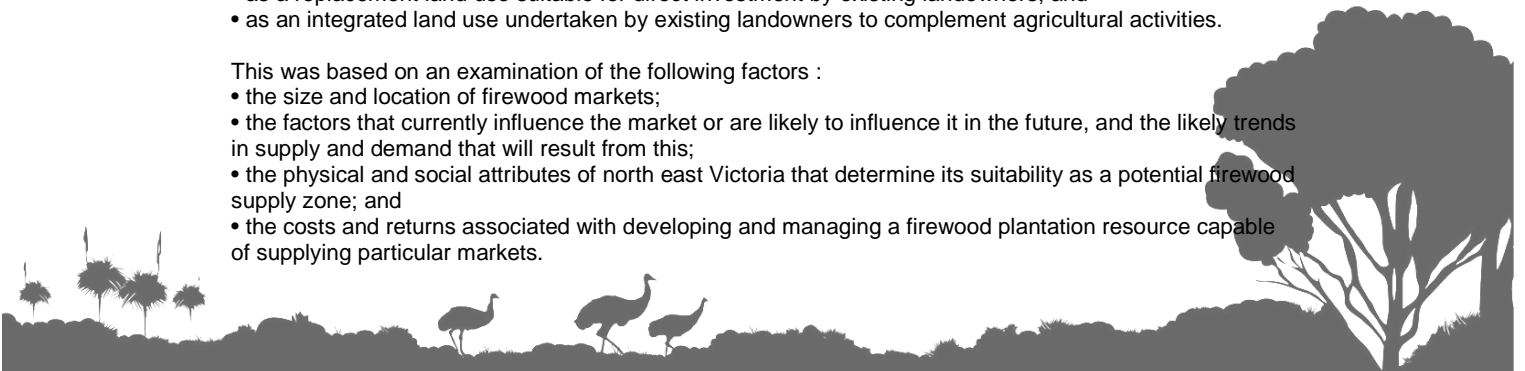 • as an integrated land use undertaken by existing landowners to complement agricultural activities.
This was based on an examination of the following factors :
• the size and location of firewood markets;
• the factors that currently influence the market or are likely to influence it in the future, and the likely trends
in supply and demand that will result from this;
• the physical and social attributes of north east Victoria that determine its suitability as a potential firewood
supply zone; and
• the costs and returns associated with developing and managing a firewood plantation resource capable
of supplying particular markets.